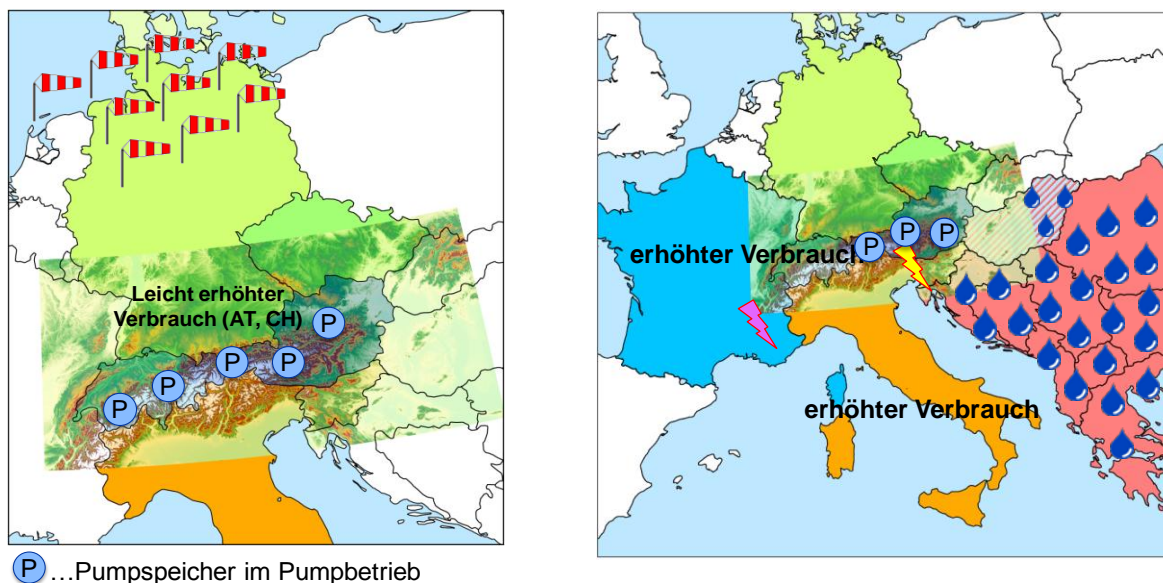 Leicht erhöhter
Verbrauch (AT, CH)
P
P
P
P
P
P …Pumpspeicher im Pumpbetrieb
erhöhter Verbrauch
P
P
P
erhöhter Verbrauch